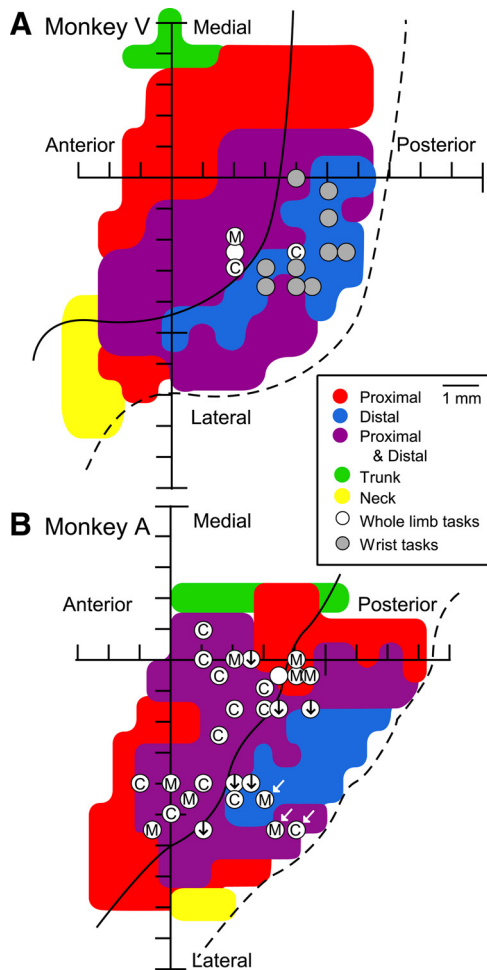 A Monkey V Medial
Anterior Posterior
M
C
C
Lateral
1 mm
Proximal
Distal
Proximal
& Distal
Trunk
Neck
Whole limb tasks
Wrist tasks
B Monkey A Medial
Anterior Posterior
C
C M ↓ M
C M M
C
C C ↓ ↓
C
C M C ↓ ↓
M C M
C
M ↓ M C
Lateral